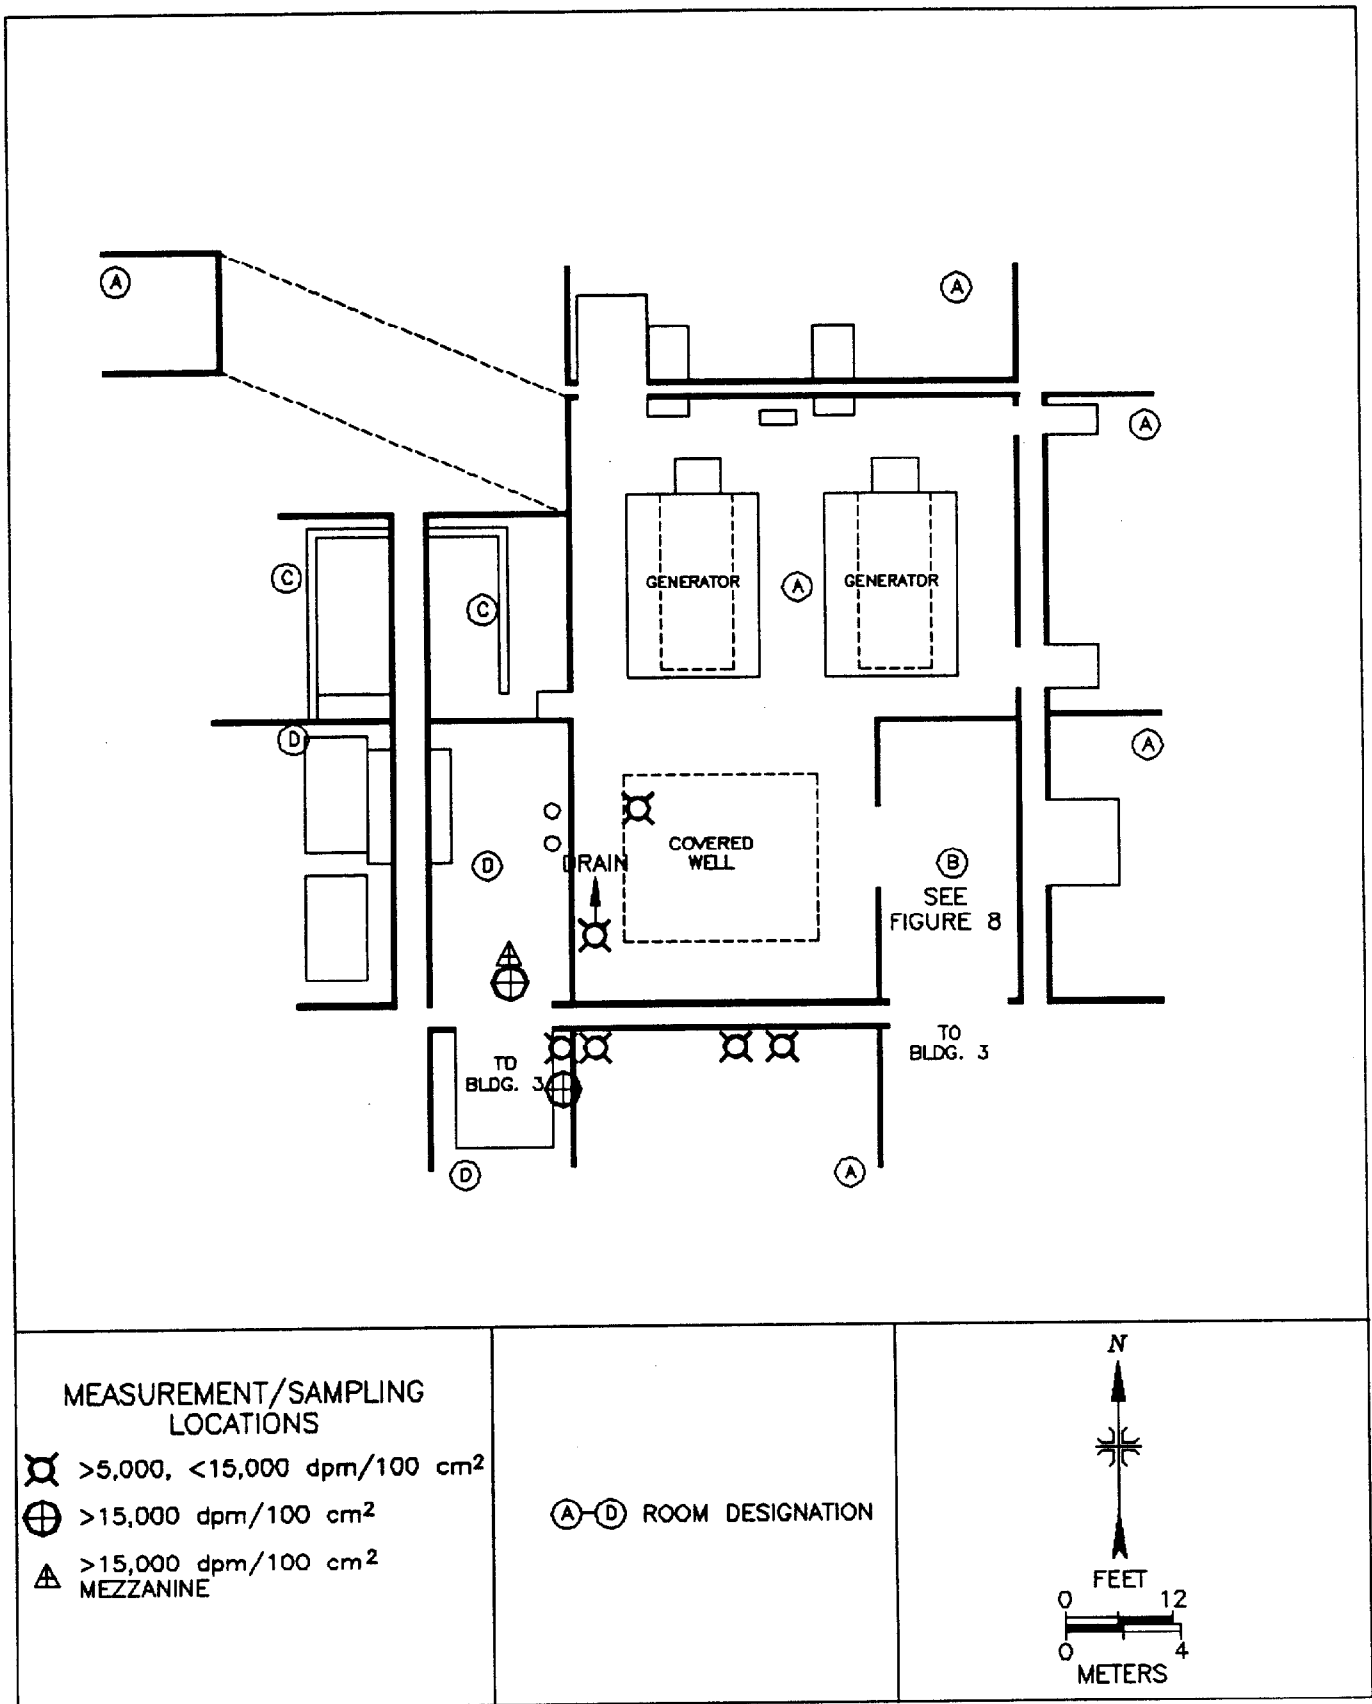 A
A
A
GENERATOR
A
GENERATOR
C
C
D
A
COVERED
WELL
DRAIN
D
B
SEE
FIGURE 8
TO
BLDG. 3
TO
BLDG. 3
D
A
MEASUREMENT/SAMPLING
LOCATIONS
>5,000, <15,000 dpm/100 cm²
>15,000 dpm/100 cm²
>15,000 dpm/100 cm²
MEZZANINE
A-D ROOM DESIGNATION
N
FEET
0 12
0 4
METERS